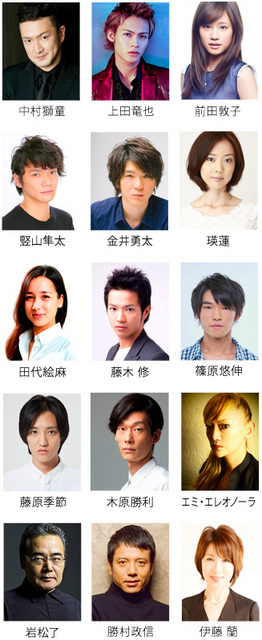 中村獅童
上田竜也
前田敦子
竪山隼太
金井勇太
瑛蓮
田代絵麻
藤木 修
篠原悠伸
藤原季節
木原勝利
エミ・エレオノーラ
岩松了
勝村政信
伊藤 蘭